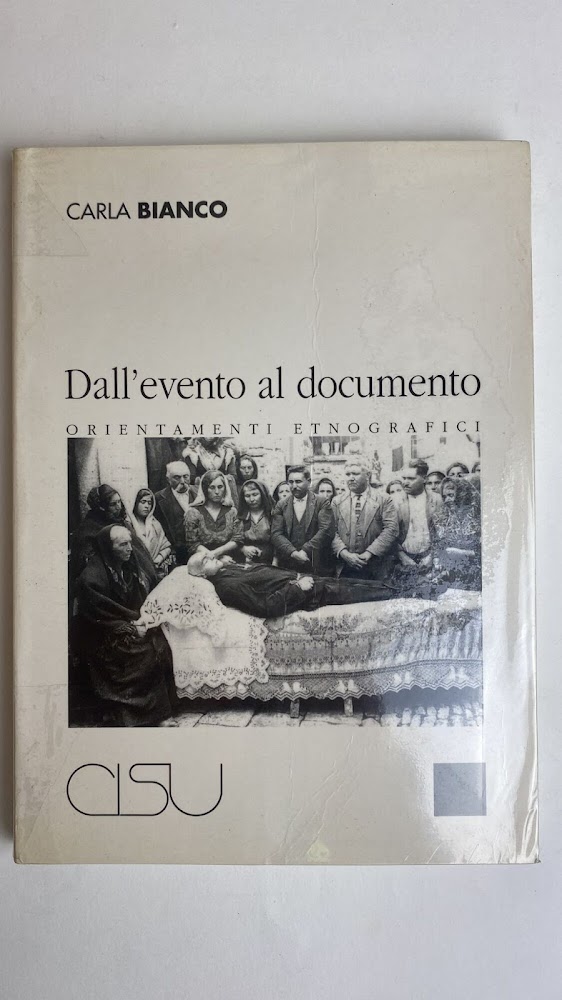 CARLA BIANCO
Dall'evento al documento
ORIENTAMENTI ETNOGRAFICI
CISU